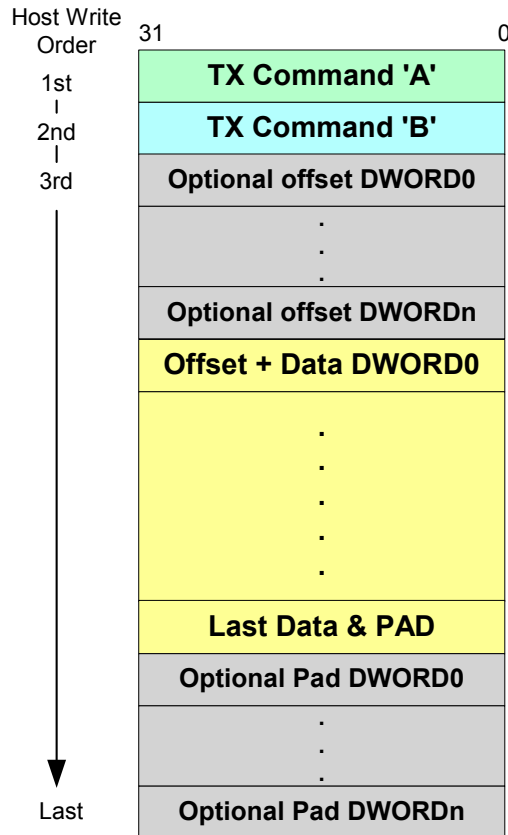 Host Write
Order
31
0
1st
TX Command 'A'
2nd
TX Command 'B'
3rd
Optional offset DWORD0
.
.
.
Optional offset DWORDn
Offset + Data DWORD0
.
.
.
.
.
Last Data & PAD
Optional Pad DWORD0
.
.
.
Last
Optional Pad DWORDn